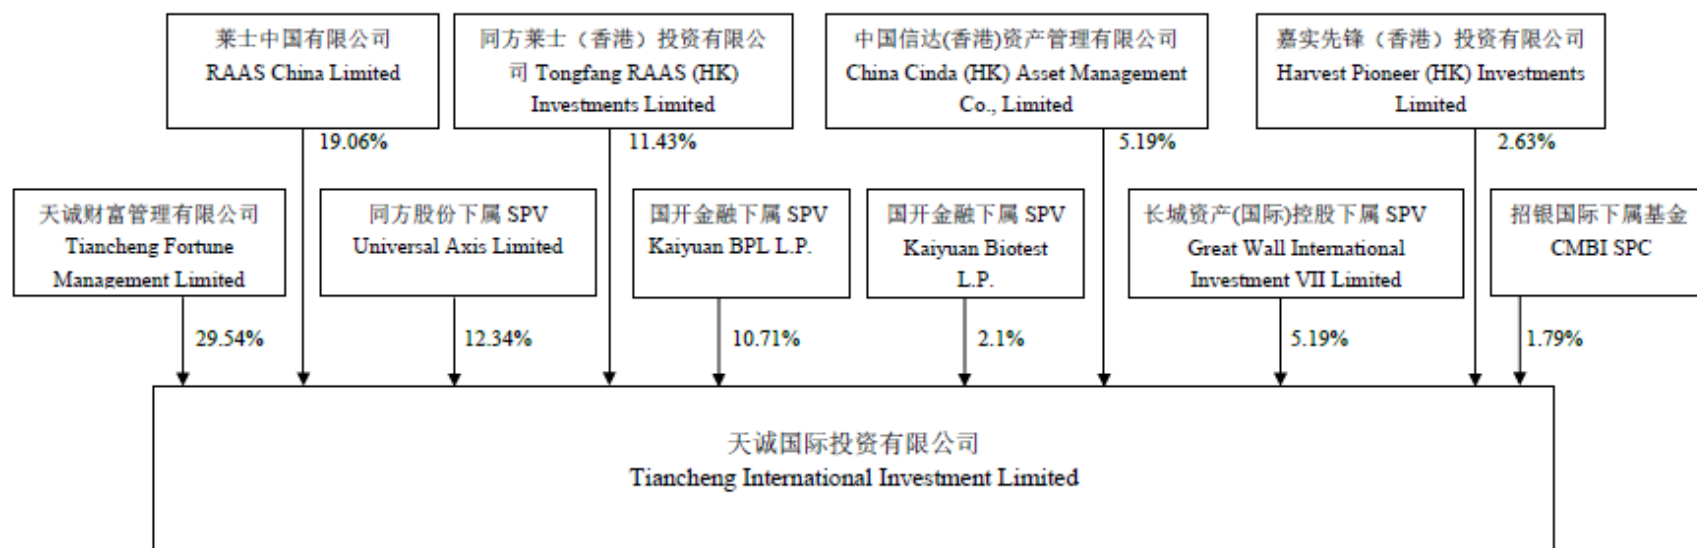 莱士中国有限公司
RAAS China Limited
同方莱士（香港）投资有限公
司 Tongfang RAAS (HK)
Investments Limited
中国信达(香港)资产管理有限公司
China Cinda (HK) Asset Management
Co., Limited
嘉实先锋（香港）投资有限公司
Harvest Pioneer (HK) Investments
Limited
19.06%
11.43%
5.19%
2.63%
天诚财富管理有限公司
Tiancheng Fortune
Management Limited
同方股份下属 SPV
Universal Axis Limited
国开金融下属 SPV
Kaiyuan BPL L.P.
国开金融下属 SPV
Kaiyuan Biotest
L.P.
长城资产(国际)控股下属 SPV
Great Wall International
Investment VII Limited
招银国际下属基金
CMBI SPC
29.54%
12.34%
10.71%
2.1%
5.19%
1.79%
天诚国际投资有限公司
Tiancheng International Investment Limited